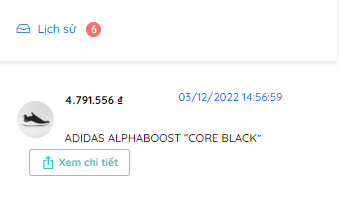 Lịch sử 6
4.791.556 ₫ 03/12/2022 14:56:59
ADIDAS ALPHABOOST “CORE BLACK”
Xem chi tiết